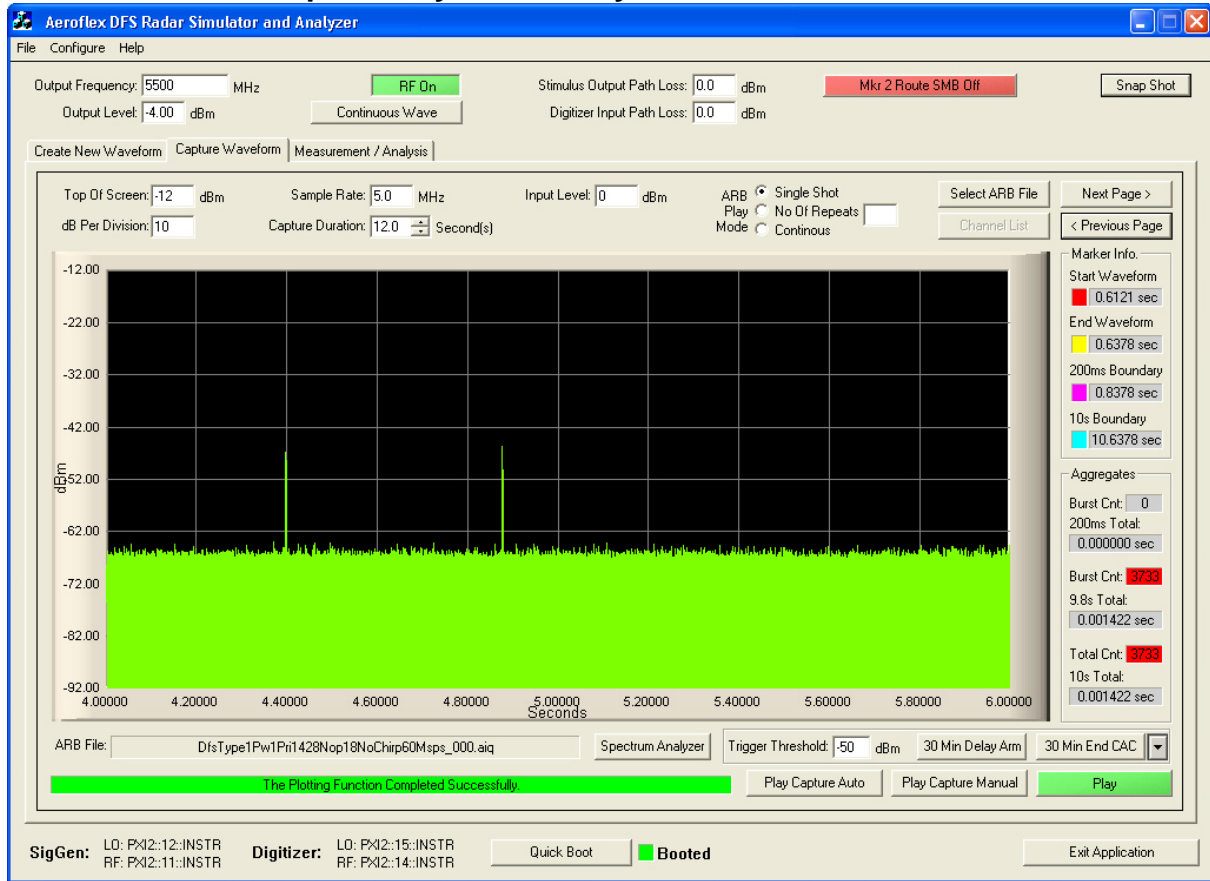 Aeroflex DFS Radar Simulator and Analyzer
File Configure Help
Output Frequency: 5500 MHz
RF On
Stimulus Output Path Loss: 0.0 dBm
Mkr 2 Route SMB Off
Snap Shot
Output Level: -4.00 dBm
Continuous Wave
Digitizer Input Path Loss: 0.0 dBm
Create New Waveform Capture Waveform Measurement / Analysis
Top Of Screen: -12 dBm
Sample Rate: 5.0 MHz
Input Level: 0 dBm
ARB Play Mode
Single Shot
No Of Repeats
Continous
Select ARB File
Next Page >
dB Per Division: 10
Capture Duration: 12.0 Second(s)
Channel List
< Previous Page
-12.00
-22.00
-32.00
-42.00
-52.00
-62.00
-72.00
-82.00
-92.00
dBm
4.00000 4.20000 4.40000 4.60000 4.80000 5.00000 5.20000 5.40000 5.60000 5.80000 6.00000
Seconds
Marker Info.
Start Waveform
0.6121 sec
End Waveform
0.6378 sec
200ms Boundary
0.8378 sec
10s Boundary
10.6378 sec
Aggregates
Burst Cnt: 0
200ms Total:
0.000000 sec
Burst Cnt: 3733
9.8s Total:
0.001422 sec
Total Cnt: 3733
10s Total:
0.001422 sec
ARB File: DfsType1Pw1Pri1428Nop18NoChirp60Msps_000.aiq
Spectrum Analyzer
Trigger Threshold: -50 dBm
30 Min Delay Arm
30 Min End CAC
The Plotting Function Completed Successfully.
Play Capture Auto
Play Capture Manual
Play
SigGen: LO: PXI2::12::INSTR
RF: PXI2::11::INSTR
Digitizer: LO: PXI2::15::INSTR
RF: PXI2::14::INSTR
Quick Boot
Booted
Exit Application